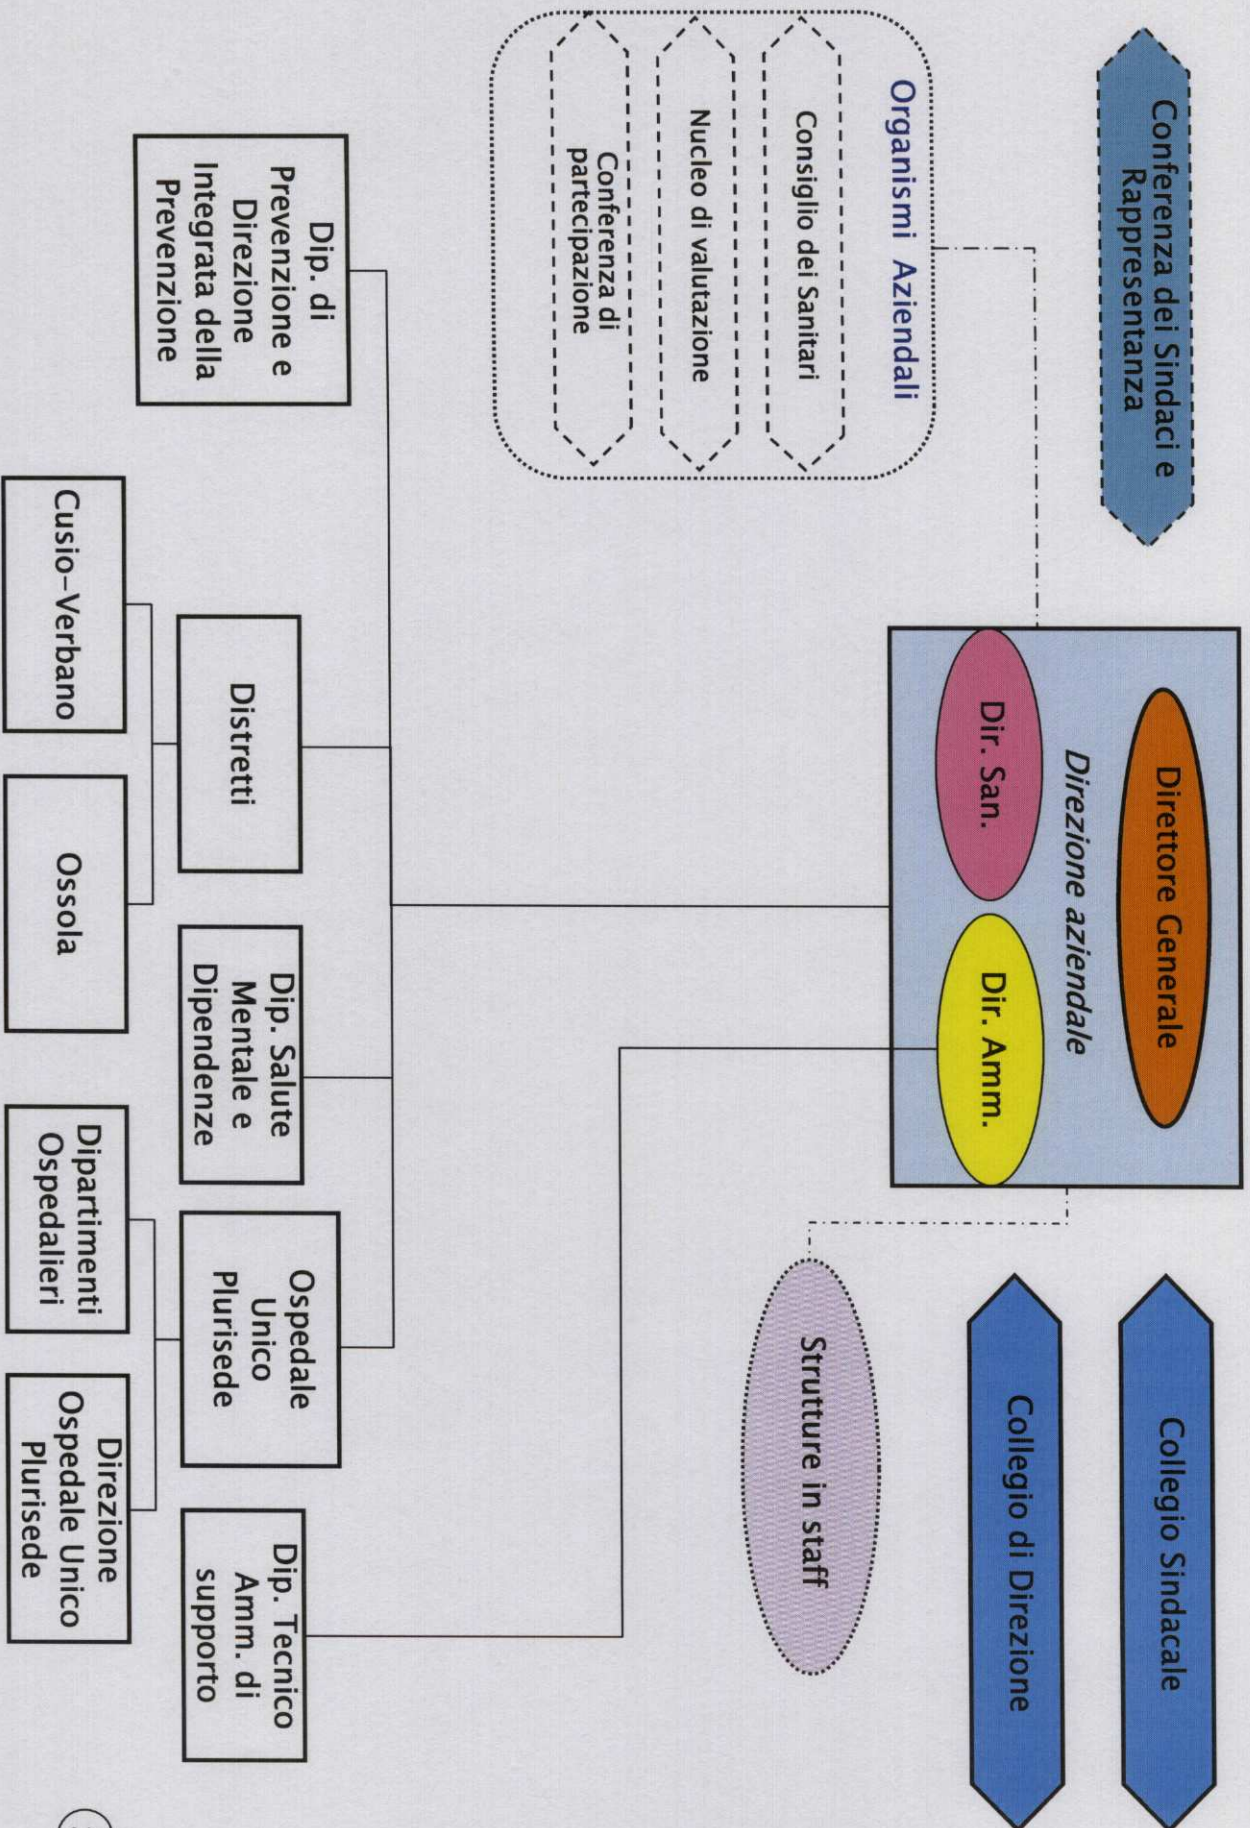 Conferenza dei Sindaci e
Rappresentanza
Organismi Aziendali
Consiglio dei Sanitari
Nucleo di valutazione
Conferenza di
partecipazione
Direttore Generale
Direzione aziendale
Dir. San.
Dir. Amm.
Collegio Sindacale
Collegio di Direzione
Strutture in staff
Dip. di
Prevenzione e
Direzione
Integrata della
Prevenzione
Distretti
Dip. Salute
Mentale e
Dipendenze
Ospedale
Unico
Plurisede
Dip. Tecnico
Amm. di
supporto
Cusio-Verbano
Ossola
Dipartimenti
Ospedalieri
Direzione
Ospedale Unico
Plurisede